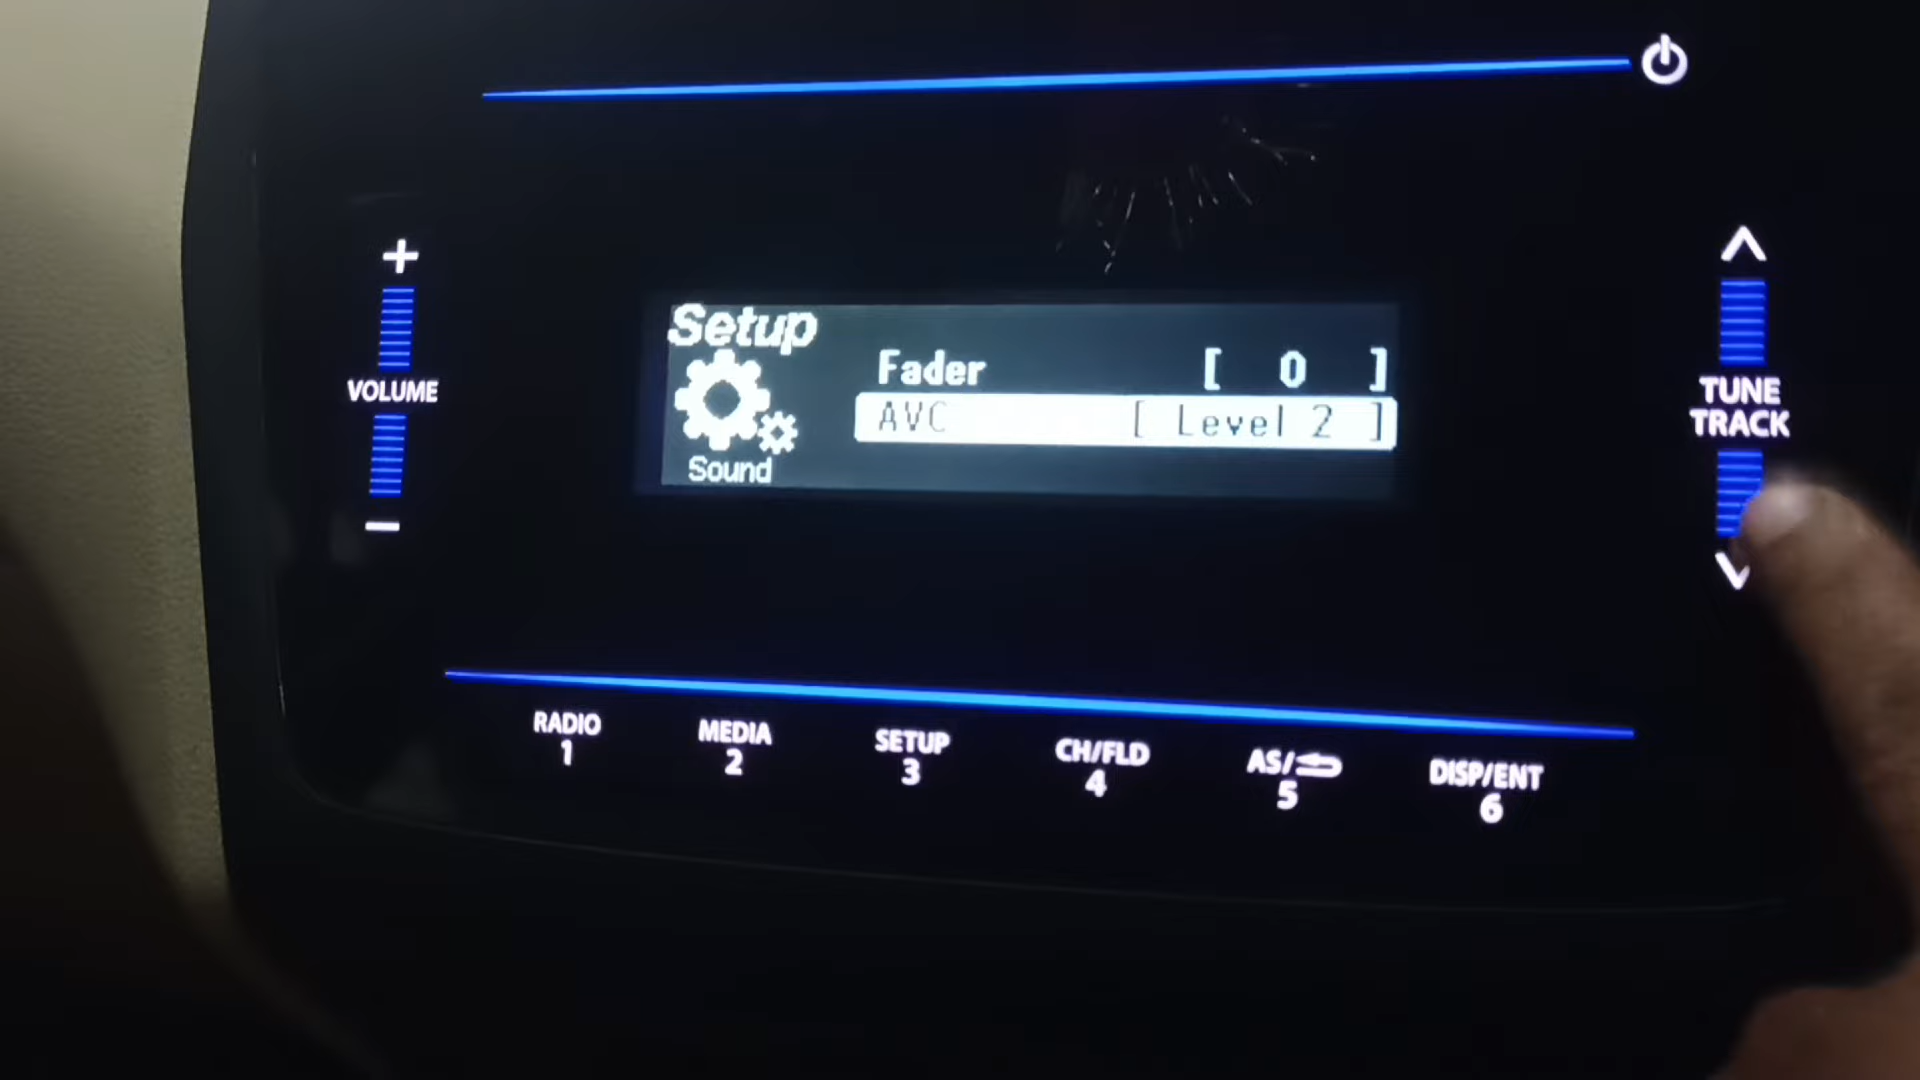 +
VOLUME
−
Setup
Sound
Fader [ 0 ]
AVC [ Level 2 ]
TUNE
TRACK
RADIO
1
MEDIA
2
SETUP
3
CH/FLD
4
AS/
5
DISP/ENT
6